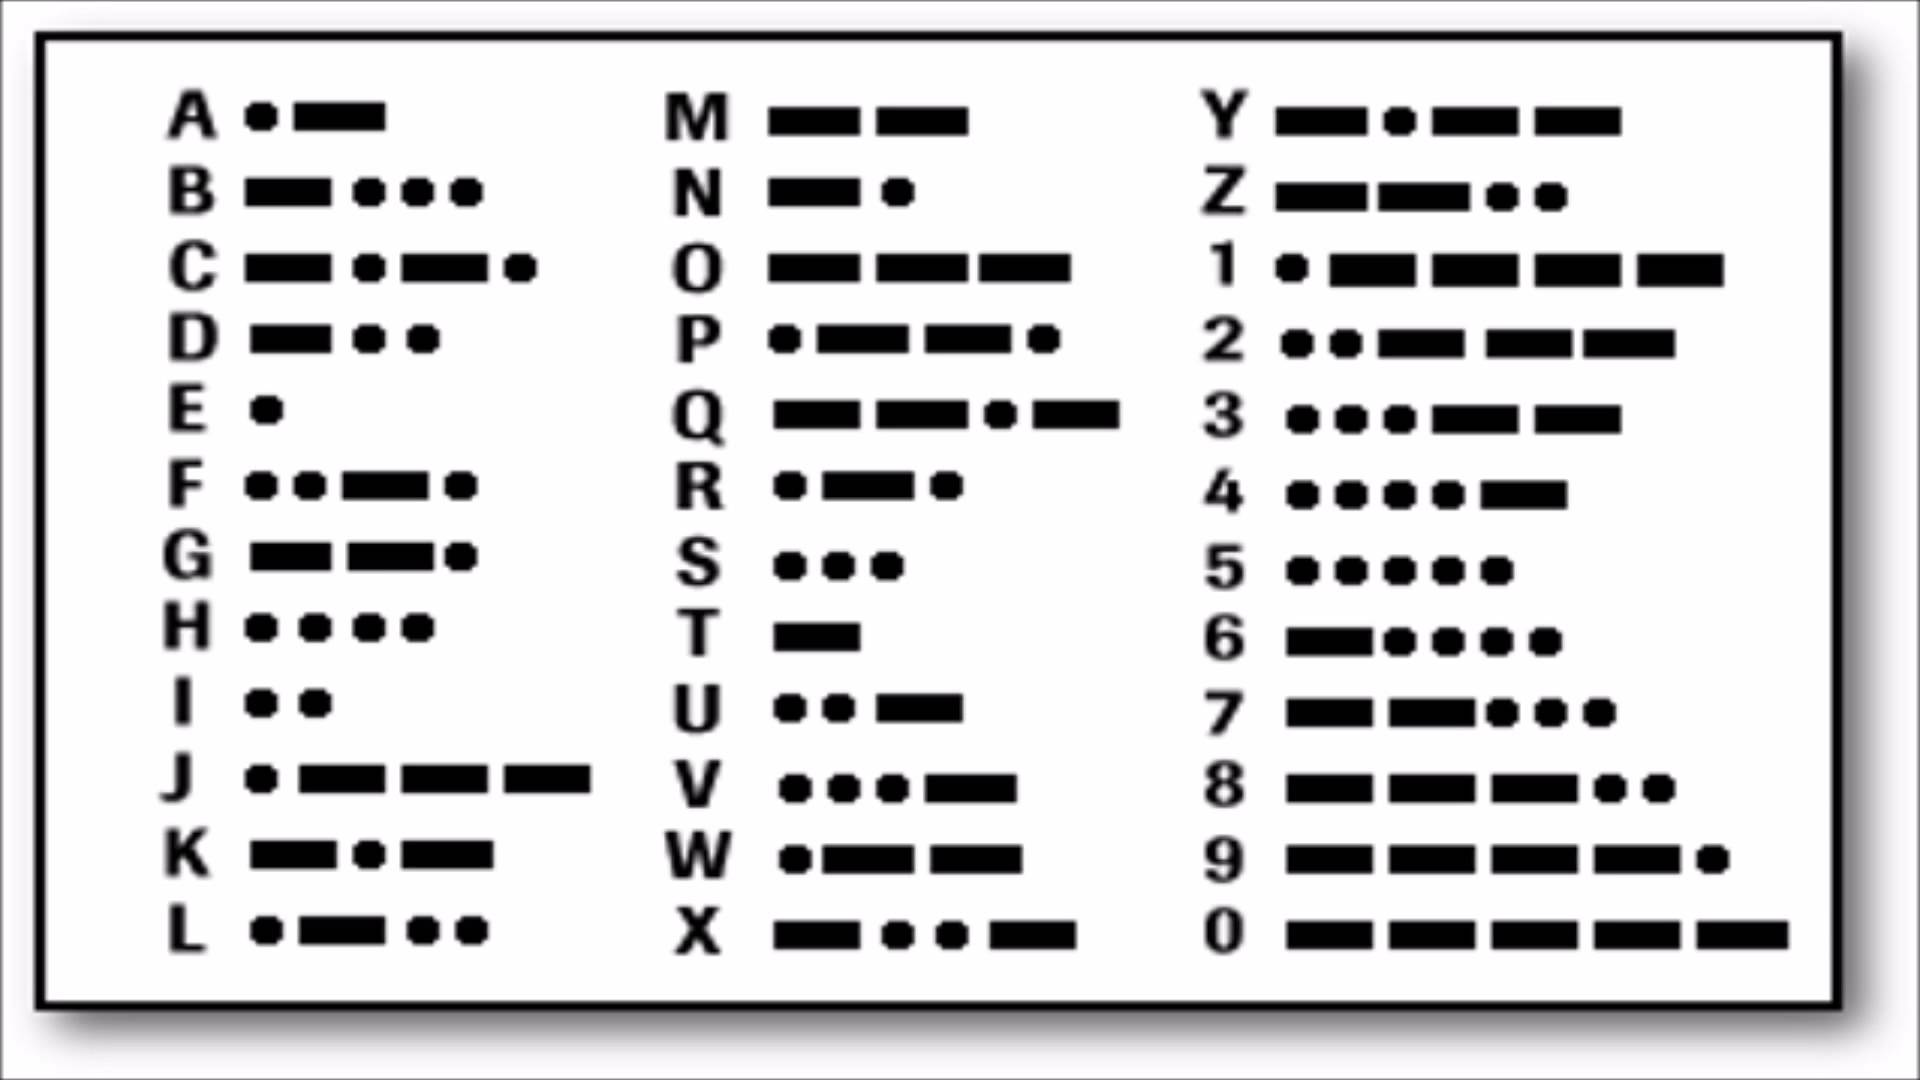 A • —
B — • • •
C — • — •
D — • •
E •
F • • — •
G — — •
H • • • •
I • •
J • — — —
K — • —
L • — • •
M — —
N — •
O — — —
P • — — •
Q — — • —
R • — •
S • • •
T —
U • • —
V • • • —
W • — —
X — • • —
Y — • — —
Z — — • •
1 • — — — —
2 • • — — —
3 • • • — —
4 • • • • —
5 • • • • •
6 — • • • •
7 — — • • •
8 — — — • •
9 — — — — •
0 — — — — —